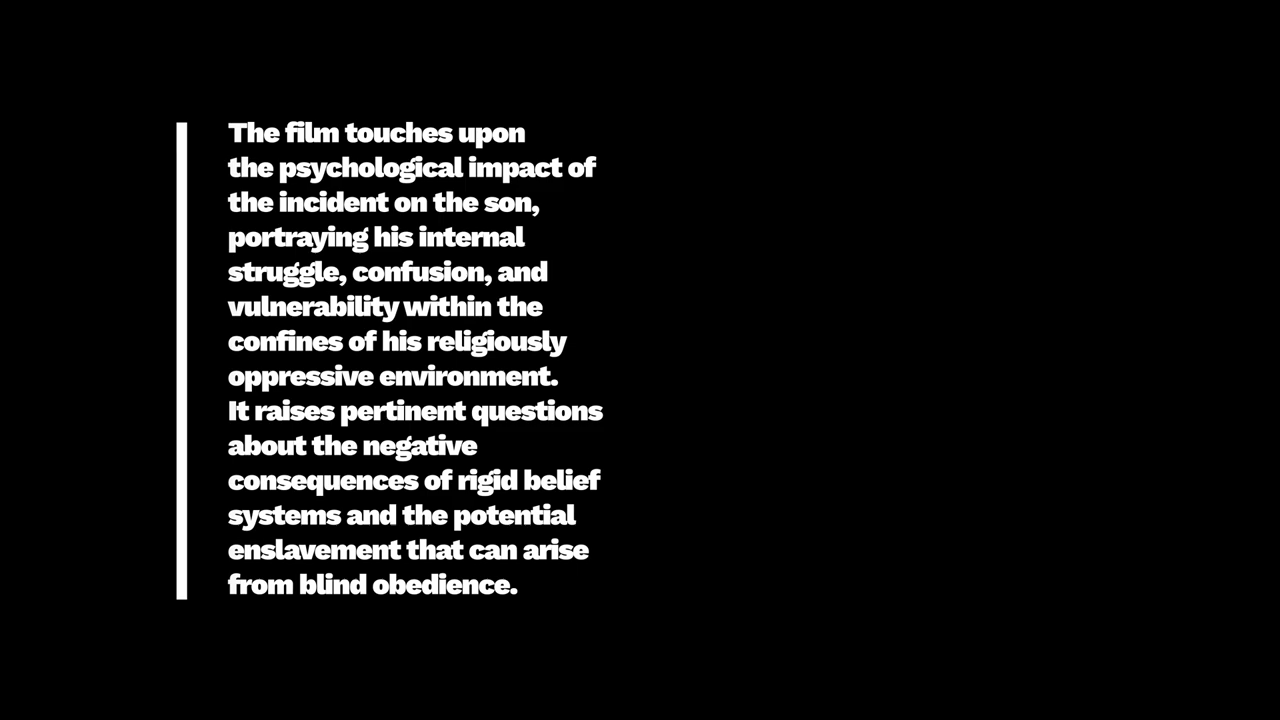 The film touches upon
the psychological impact of
the incident on the son,
portraying his internal
struggle, confusion, and
vulnerability within the
confines of his religiously
oppressive environment.
It raises pertinent questions
about the negative
consequences of rigid belief
systems and the potential
enslavement that can arise
from blind obedience.